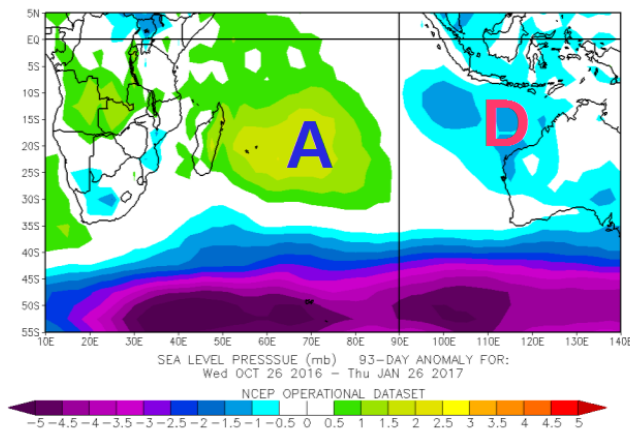 5N
EQ
5S
10S
15S
20S
25S
30S
35S
40S
45S
50S
55S
A
D
10E 20E 30E 40E 50E 60E 70E 80E 90E 100E 110E 120E 130E 140E
SEA LEVEL PRESSSUE (mb) 93-DAY ANOMALY FOR:
Wed OCT 26 2016 – Thu JAN 26 2017
NCEP OPERATIONAL DATASET
-5 -4.5 -4 -3.5 -3 -2.5 -2 -1.5 -1 -0.5 0 0.5 1 1.5 2 2.5 3 3.5 4 4.5 5